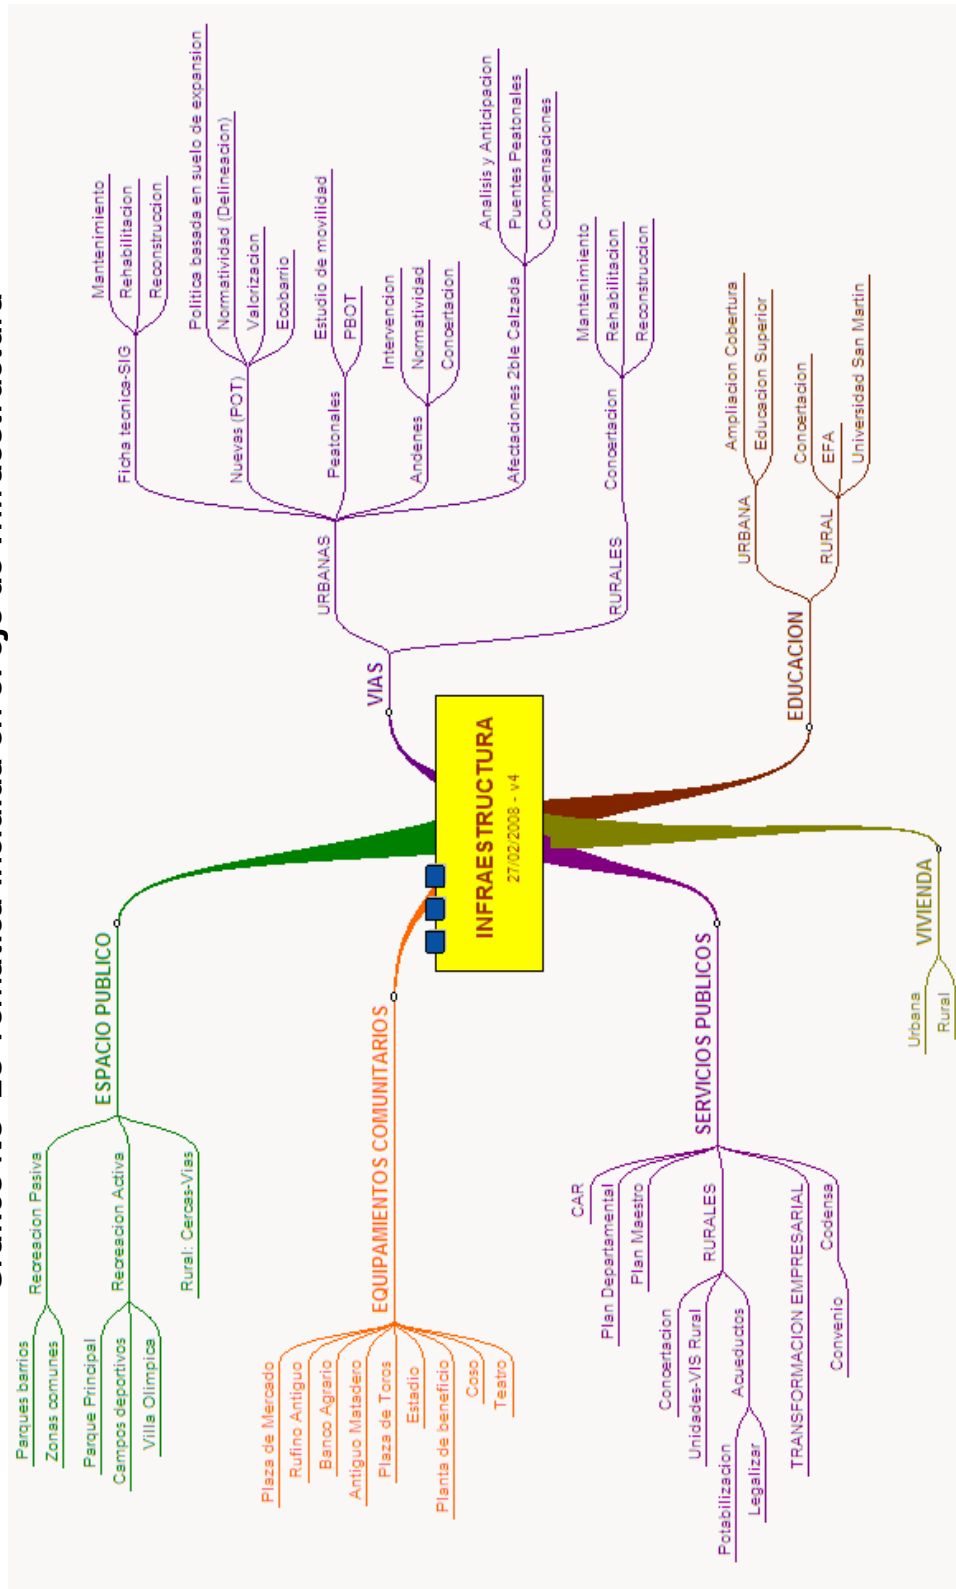 INFRAESTRUCTURA
27/02/2008 - v4
VIAS
URBANAS
Ficha tecnica-SIG
Mantenimiento
Rehabilitacion
Reconstruccion
Nuevas (POT)
Politica basada en suelo de expansion
Normatividad (Delineacion)
Valorizacion
Ecobarrio
Peatonales
Estudio de movilidad
PBOT
Andenes
Intervencion
Normatividad
Concertacion
Afectaciones 2ble Calzada
Analisis y Anticipacion
Puentes Peatonales
Compensaciones
RURALES
Concertacion
Mantenimiento
Rehabilitacion
Reconstruccion
EDUCACION
URBANA
Ampliacion Cobertura
Educacion Superior
RURAL
Concertacion
EFA
Universidad San Martin
VIVIENDA
Urbana
Rural
SERVICIOS PUBLICOS
CAR
Plan Departamental
Plan Maestro
RURALES
Concertacion
Unidades-VIS Rural
Acueductos
Potabilizacion
Legalizar
TRANSFORMACION EMPRESARIAL
Codensa
Convenio
EQUIPAMIENTOS COMUNITARIOS
Plaza de Mercado
Rufino Antiguo
Banco Agrario
Antiguo Matadero
Plaza de Toros
Estadio
Planta de beneficio
Coso
Teatro
ESPACIO PUBLICO
Recreacion Pasiva
Parques barrios
Zonas comunes
Recreacion Activa
Parque Principal
Campos deportivos
Villa Olimpica
Rural: Cercas-Vias